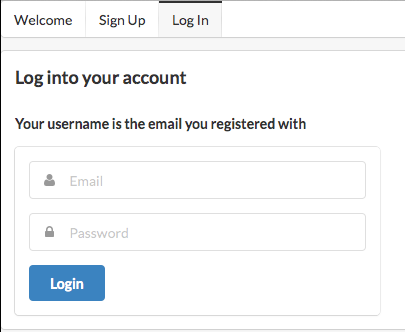 Welcome Sign Up Log In
Log into your account
Your username is the email you registered with
Email
Password
Login